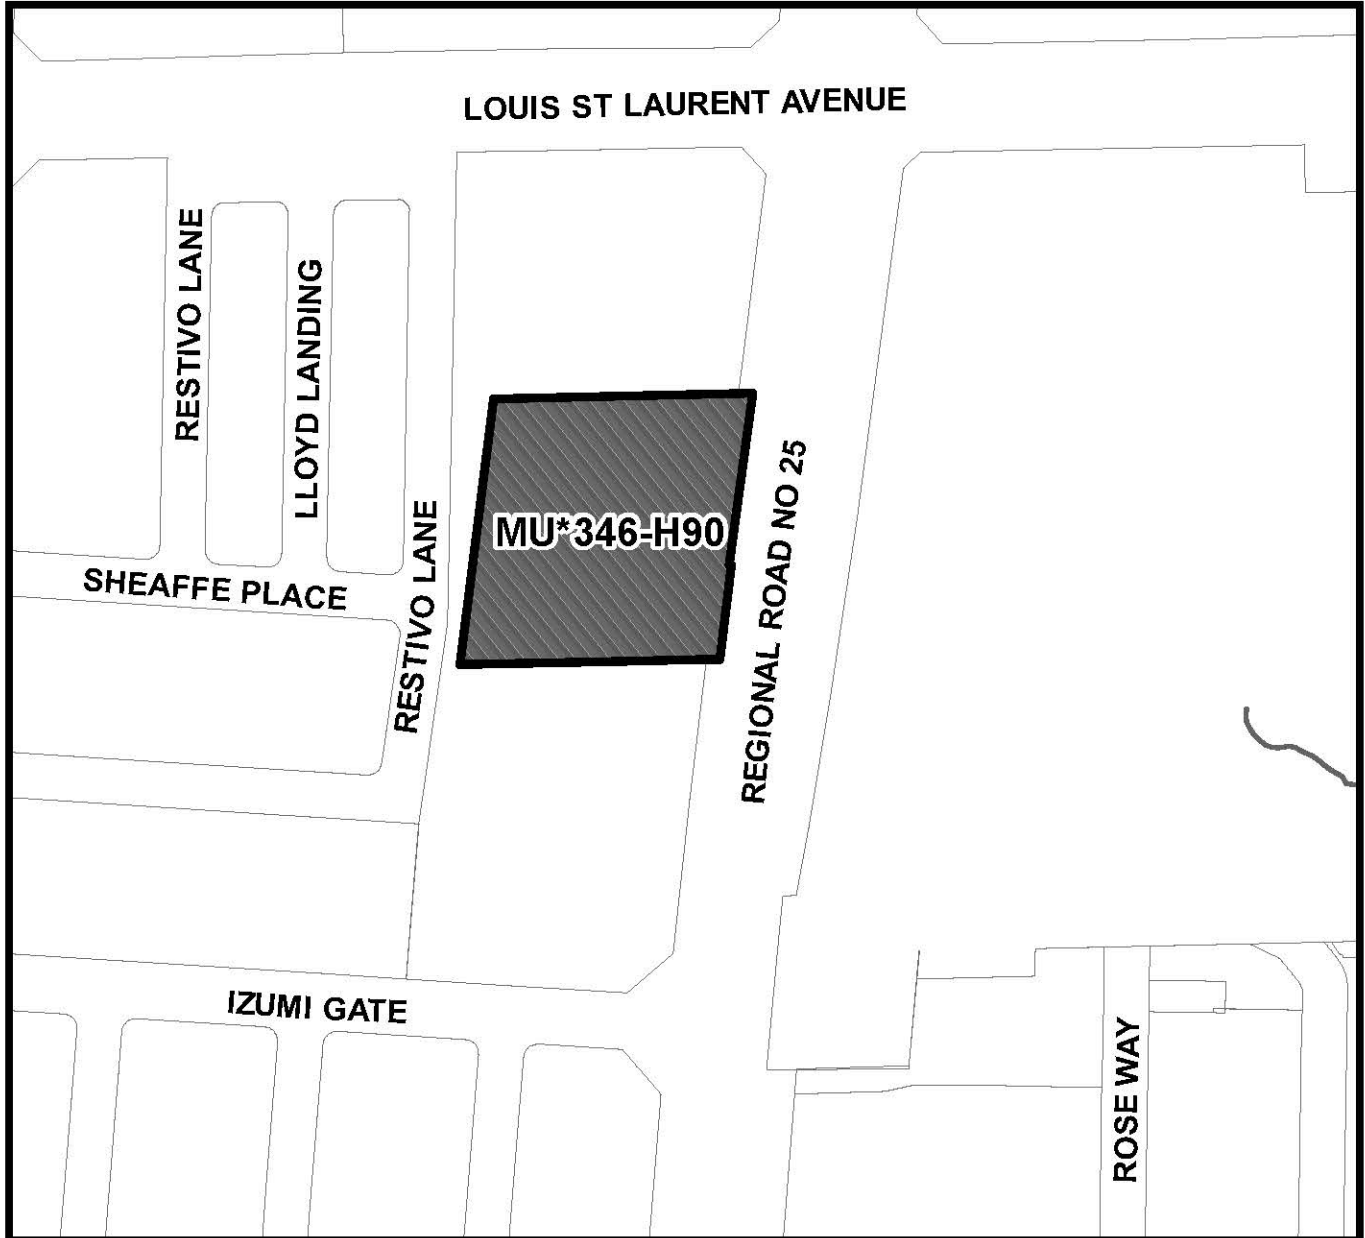 LOUIS ST LAURENT AVENUE
RESTIVO LANE
LLOYD LANDING
RESTIVO LANE
MU*346-H90
REGIONAL ROAD NO 25
SHEAFFE PLACE
IZUMI GATE
ROSE WAY